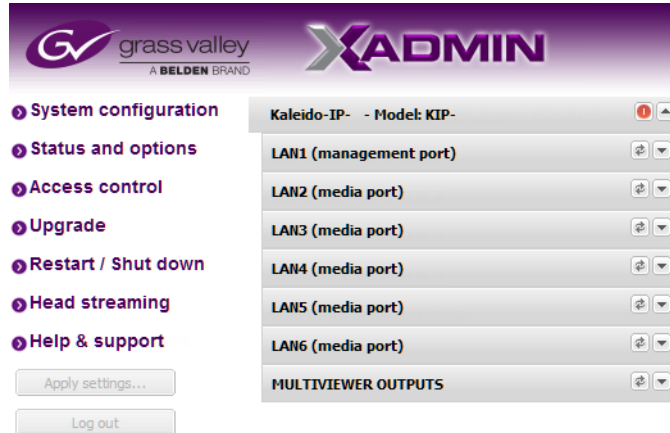 GV grass valley
A BELDEN BRAND
XADMIN
System configuration
Status and options
Access control
Upgrade
Restart / Shut down
Head streaming
Help & support
Apply settings...
Log out
Kaleido-IP- - Model: KIP-
LAN1 (management port)
LAN2 (media port)
LAN3 (media port)
LAN4 (media port)
LAN5 (media port)
LAN6 (media port)
MULTIVIEWER OUTPUTS